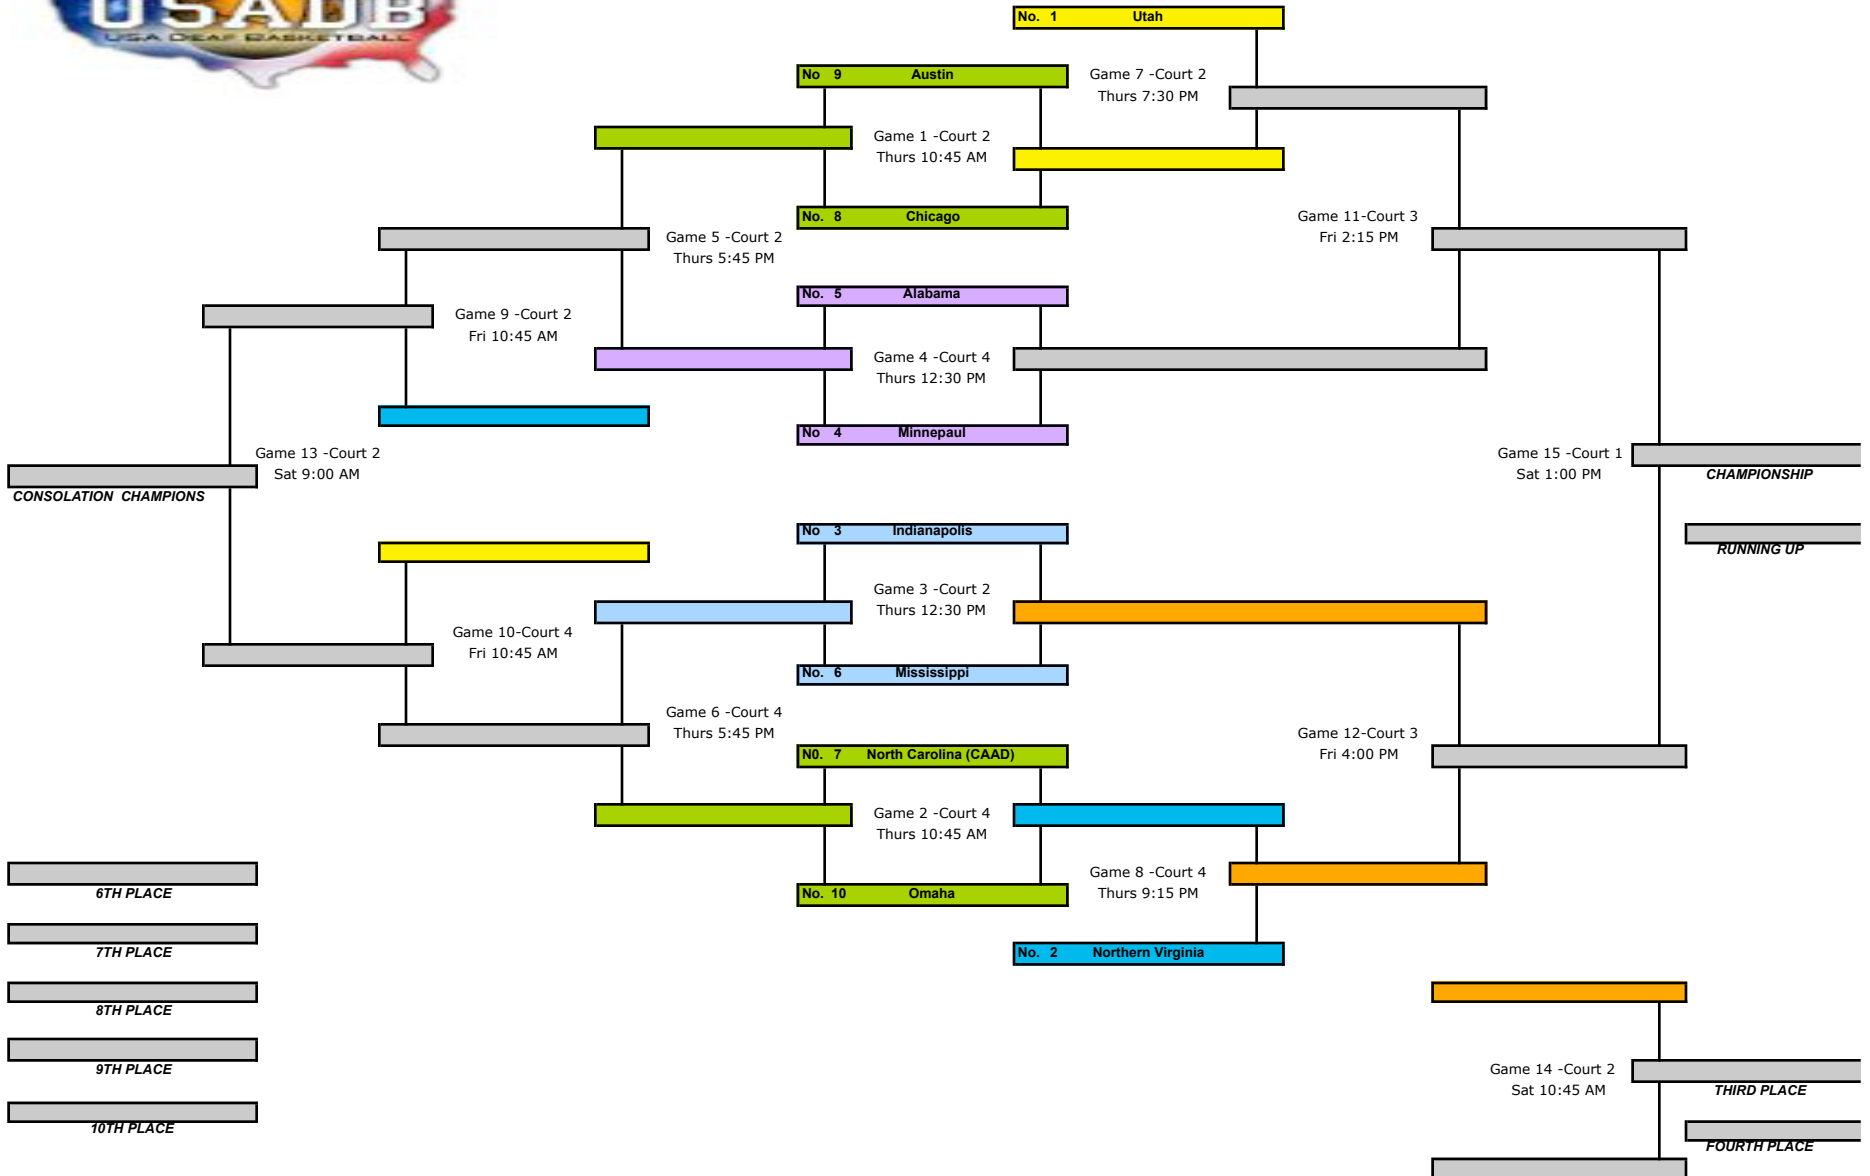 USADB
USA DEAF BASKETBALL
No. 1 Utah
No 9 Austin
Game 7 -Court 2
Thurs 7:30 PM
Game 1 -Court 2
Thurs 10:45 AM
No. 8 Chicago
Game 11-Court 3
Fri 2:15 PM
Game 5 -Court 2
Thurs 5:45 PM
No. 5 Alabama
Game 9 -Court 2
Fri 10:45 AM
Game 4 -Court 4
Thurs 12:30 PM
No 4 Minnepaul
Game 13 -Court 2
Sat 9:00 AM
CONSOLATION CHAMPIONS
Game 15 -Court 1
Sat 1:00 PM
CHAMPIONSHIP
No 3 Indianapolis
RUNNING UP
Game 3 -Court 2
Thurs 12:30 PM
Game 10-Court 4
Fri 10:45 AM
No. 6 Mississippi
Game 6 -Court 4
Thurs 5:45 PM
Game 12-Court 3
Fri 4:00 PM
N0. 7 North Carolina (CAAD)
Game 2 -Court 4
Thurs 10:45 AM
Game 8 -Court 4
Thurs 9:15 PM
No. 10 Omaha
6TH PLACE
No. 2 Northern Virginia
7TH PLACE
8TH PLACE
9TH PLACE
Game 14 -Court 2
Sat 10:45 AM
THIRD PLACE
10TH PLACE
FOURTH PLACE